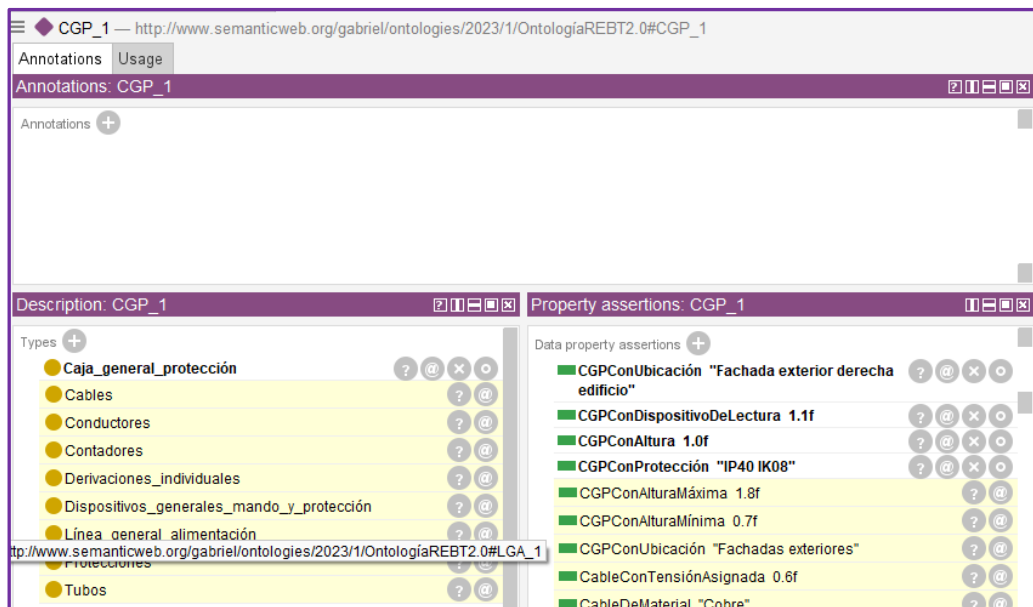 CGP_1 — http://www.semanticweb.org/gabriel/ontologies/2023/1/OntologíaREBT2.0#CGP_1
Annotations Usage
Annotations: CGP_1
Annotations
Description: CGP_1
Types
Caja_general_protección
Cables
Conductores
Contadores
Derivaciones_individuales
Dispositivos_generales_mando_y_protección
Línea_general_alimentación
ttp://www.semanticweb.org/gabriel/ontologies/2023/1/OntologíaREBT2.0#LGA_1
Protecciones
Tubos
Property assertions: CGP_1
Data property assertions
CGPConUbicación "Fachada exterior derecha
edificio"
CGPConDispositivoDeLectura 1.1f
CGPConAltura 1.0f
CGPConProtección "IP40 IK08"
CGPConAlturaMáxima 1.8f
CGPConAlturaMínima 0.7f
CGPConUbicación "Fachadas exteriores"
CableConTensiónAsignada 0.6f
CableDeMaterial "Cobre"